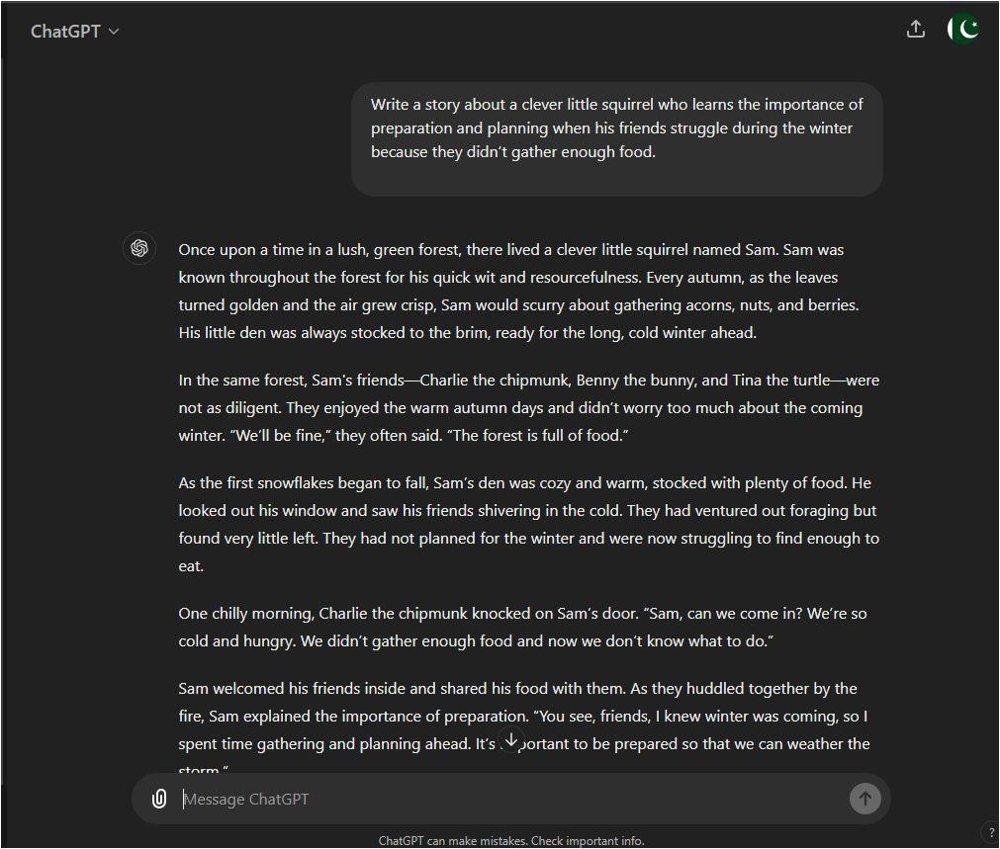 ChatGPT
Write a story about a clever little squirrel who learns the importance of
preparation and planning when his friends struggle during the winter
because they didn't gather enough food.
Once upon a time in a lush, green forest, there lived a clever little squirrel named Sam. Sam was
known throughout the forest for his quick wit and resourcefulness. Every autumn, as the leaves
turned golden and the air grew crisp, Sam would scurry about gathering acorns, nuts, and berries.
His little den was always stocked to the brim, ready for the long, cold winter ahead.
In the same forest, Sam's friends—Charlie the chipmunk, Benny the bunny, and Tina the turtle—were
not as diligent. They enjoyed the warm autumn days and didn't worry too much about the coming
winter. “We'll be fine,” they often said. “The forest is full of food.”
As the first snowflakes began to fall, Sam's den was cozy and warm, stocked with plenty of food. He
looked out his window and saw his friends shivering in the cold. They had ventured out foraging but
found very little left. They had not planned for the winter and were now struggling to find enough to
eat.
One chilly morning, Charlie the chipmunk knocked on Sam's door. “Sam, can we come in? We're so
cold and hungry. We didn't gather enough food and now we don't know what to do.”
Sam welcomed his friends inside and shared his food with them. As they huddled together by the
fire, Sam explained the importance of preparation. “You see, friends, I knew winter was coming, so I
spent time gathering and planning ahead. It's important to be prepared so that we can weather the
storm.”
Message ChatGPT
ChatGPT can make mistakes. Check important info.
?